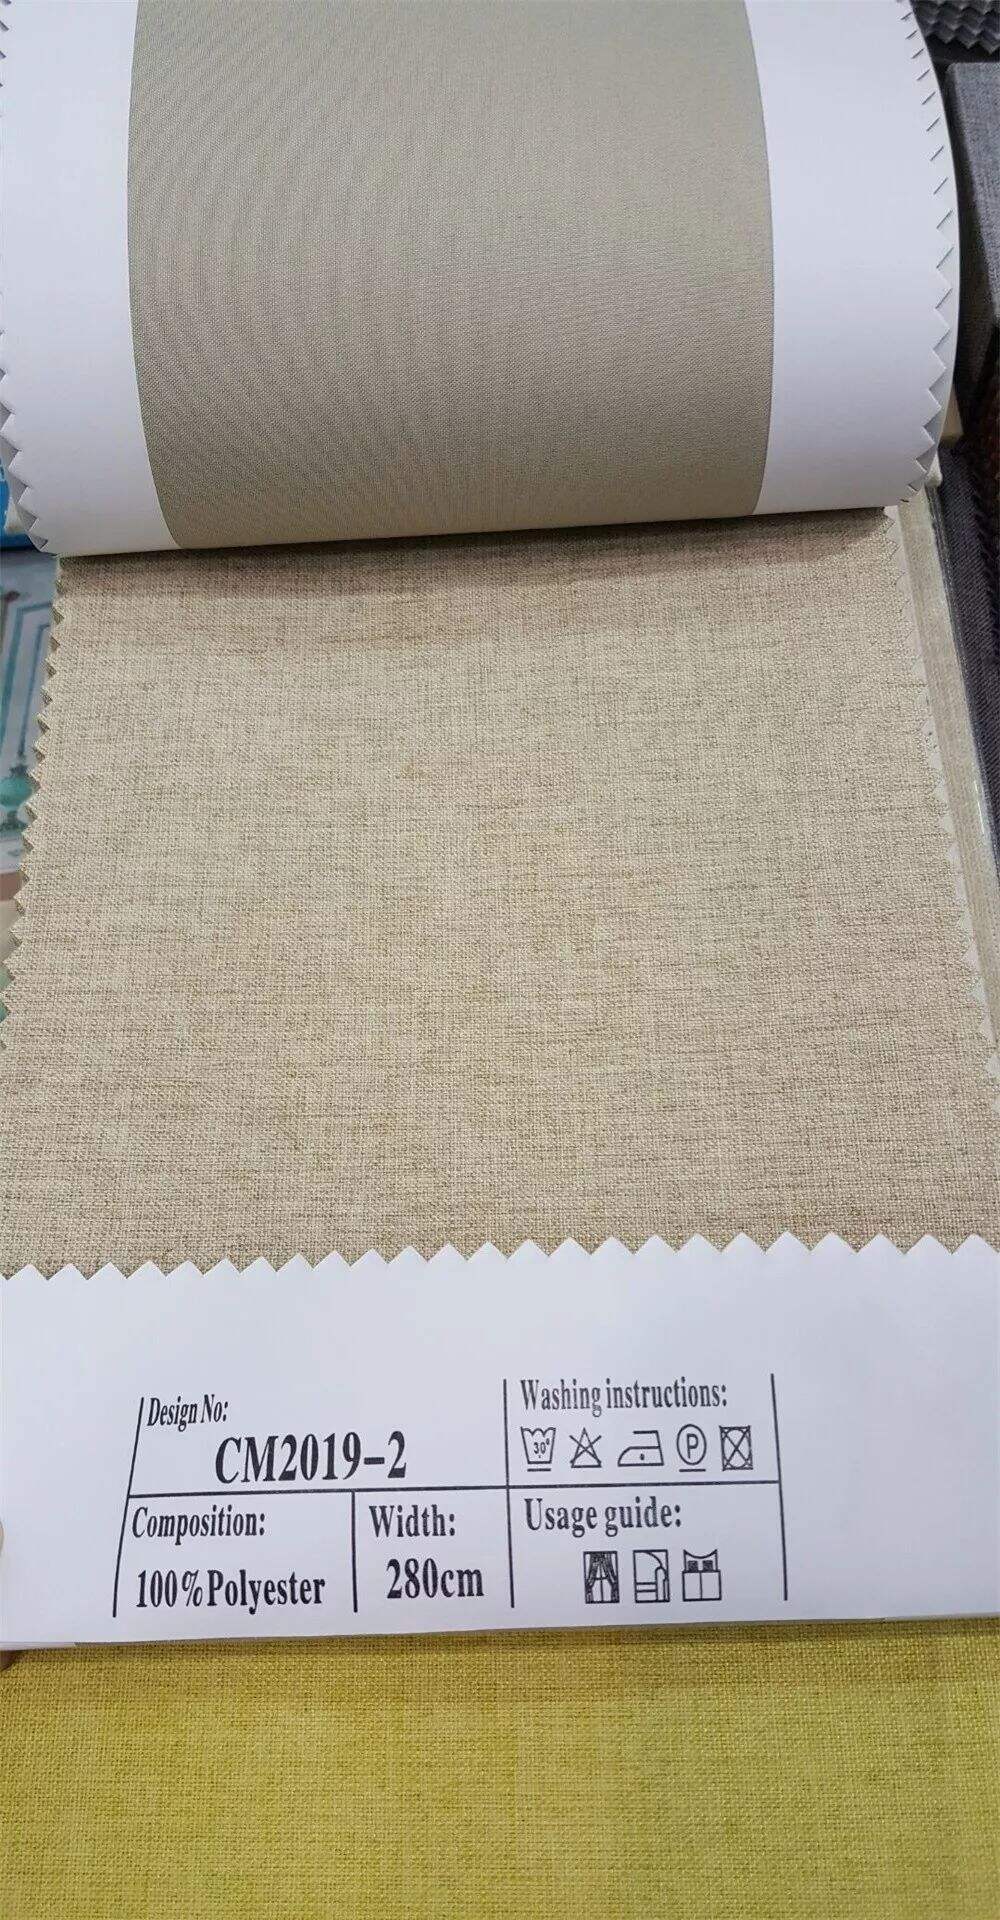 Design No:
CM2019-2
Washing instructions:
30°
P
Composition:
100%Polyester
Width:
280cm
Usage guide: